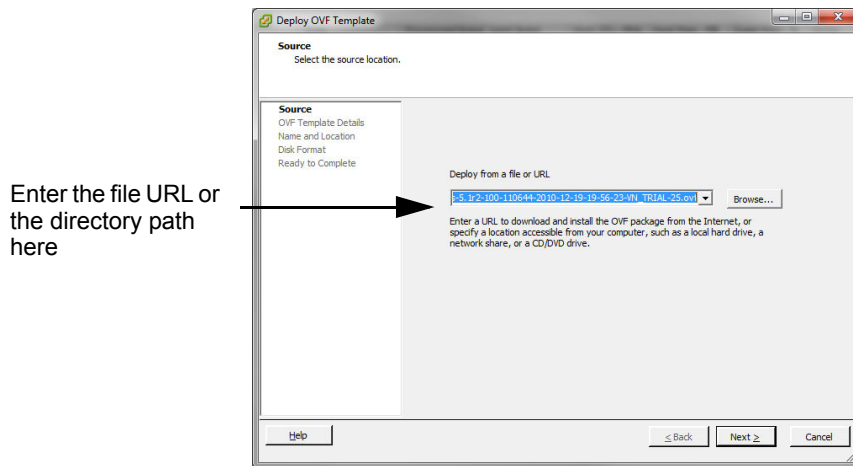 Deploy OVF Template
Source
Select the source location.
Source
OVF Template Details
Name and Location
Disk Format
Ready to Complete
Deploy from a file or URL
-5.1r2-100-110644-2010-12-19-19-56-23-VN_TRIAL-25.ovf
Browse...
Enter a URL to download and install the OVF package from the Internet, or
specify a location accessible from your computer, such as a local hard drive, a
network share, or a CD/DVD drive.
Enter the file URL or
the directory path
here
Help
≤ Back
Next ≥
Cancel